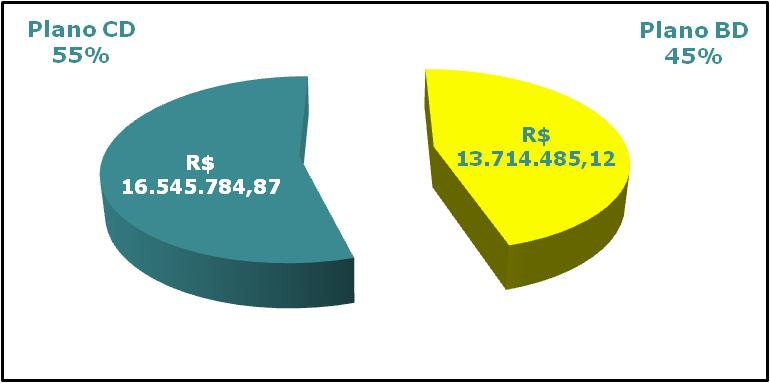 Plano CD
55%
Plano BD
45%
R$
16.545.784,87
R$
13.714.485,12